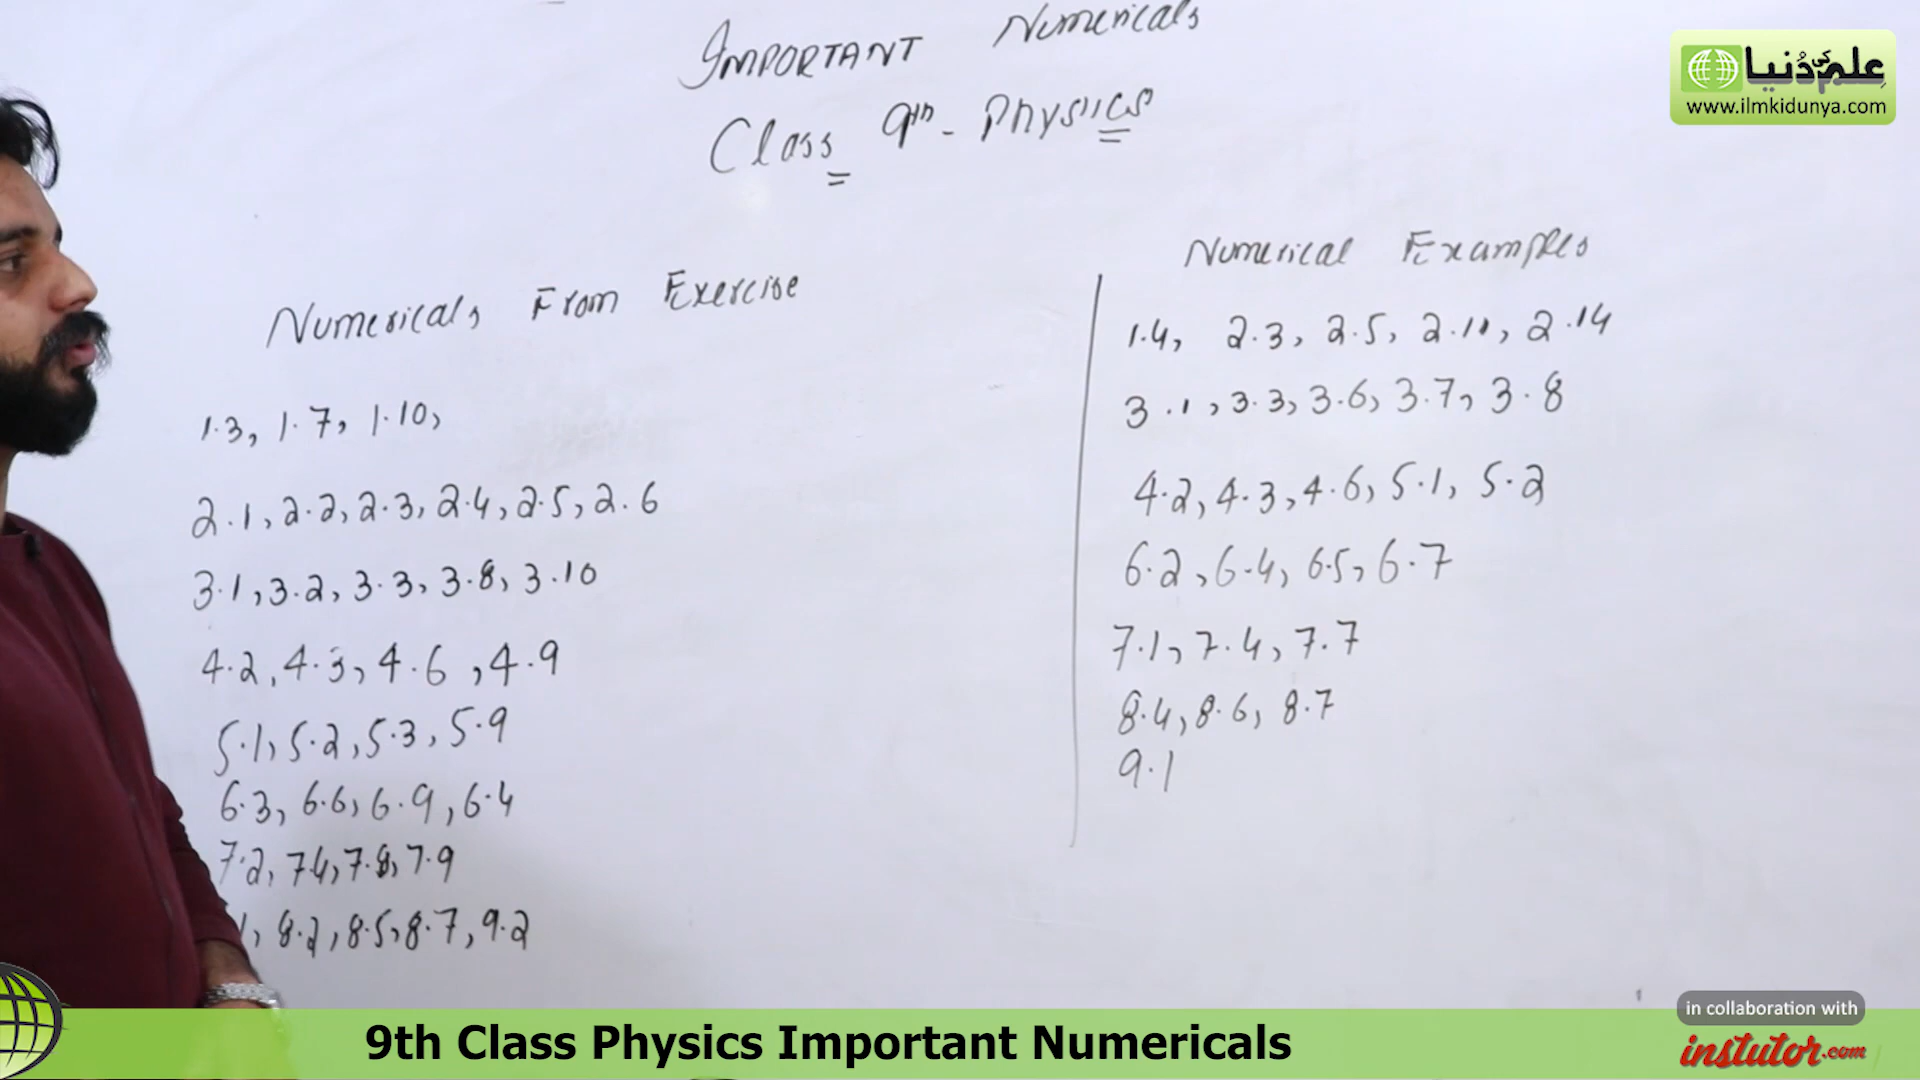 IMPORTANT Numericals
Class 9th - Physics
علم کی دُنیا
www.ilmkidunya.com
Numericals From Exercise
1.3, 1.7, 1.10,
2.1, 2.2, 2.3, 2.4, 2.5, 2.6
3.1, 3.2, 3.3, 3.8, 3.10
4.2, 4.3, 4.6, 4.9
5.1, 5.2, 5.3, 5.9
6.3, 6.6, 6.9, 6.4
7.2, 7.4, 7.8, 7.9
1, 8.2, 8.5, 8.7, 9.2
Numerical Examples
1.4, 2.3, 2.5, 2.11, 2.14
3.1, 3.3, 3.6, 3.7, 3.8
4.2, 4.3, 4.6, 5.1, 5.2
6.2, 6.4, 6.5, 6.7
7.1, 7.4, 7.7
8.4, 8.6, 8.7
9.1
9th Class Physics Important Numericals
in collaboration with
instutor.com